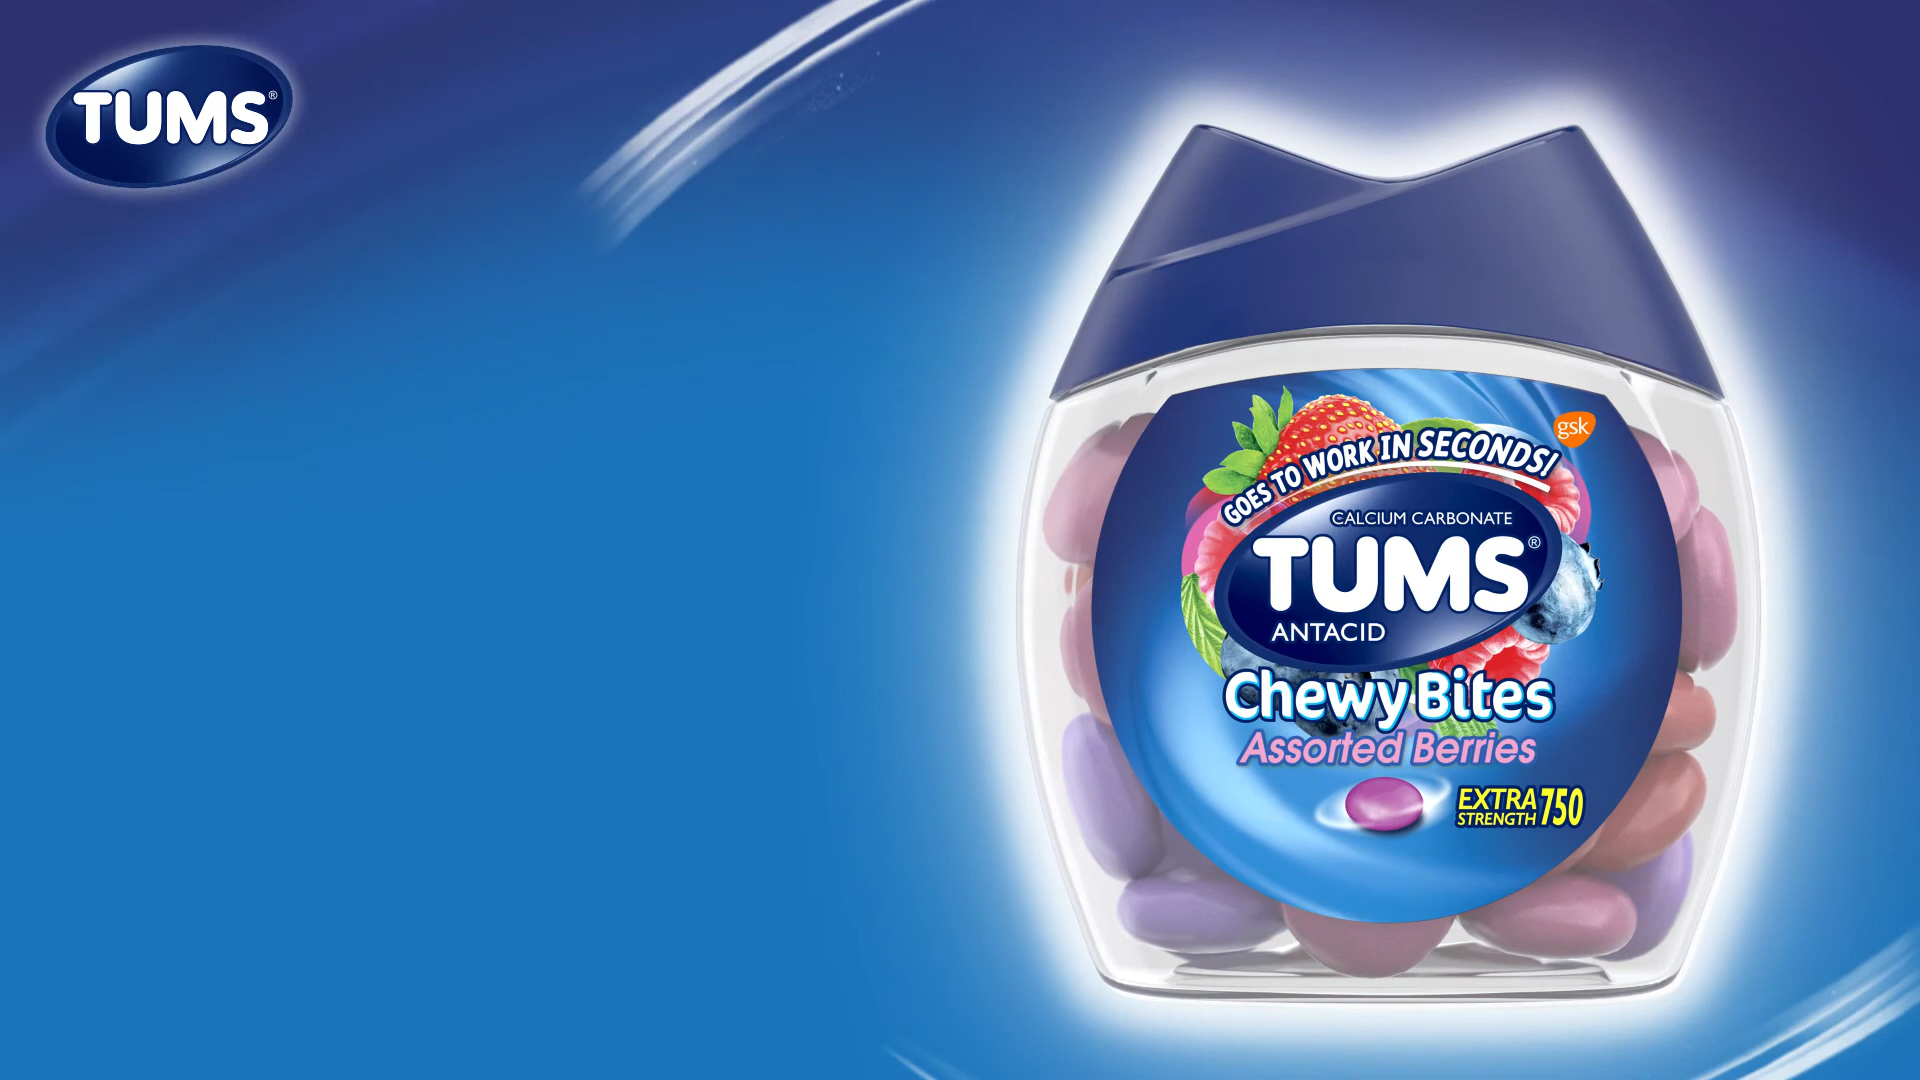 TUMS®
gsk
GOES TO WORK IN SECONDS!
CALCIUM CARBONATE
TUMS®
ANTACID
Chewy Bites
Assorted Berries
EXTRA STRENGTH 750